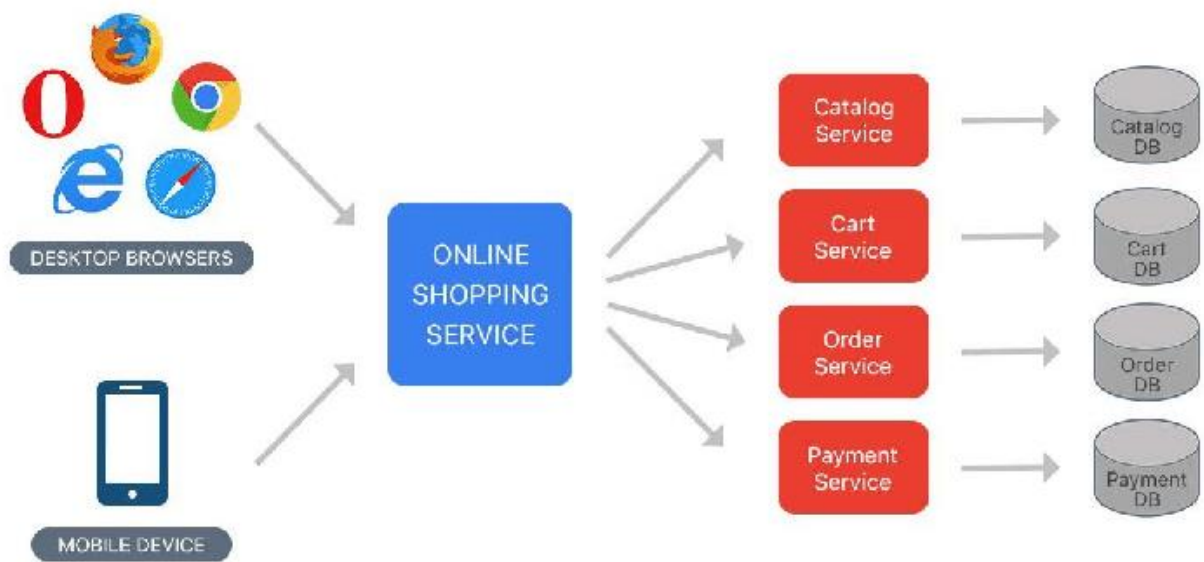 DESKTOP BROWSERS
MOBILE DEVICE
ONLINE
SHOPPING
SERVICE
Catalog
Service
Cart
Service
Order
Service
Payment
Service
Catalog
DB
Cart
DB
Order
DB
Payment
DB